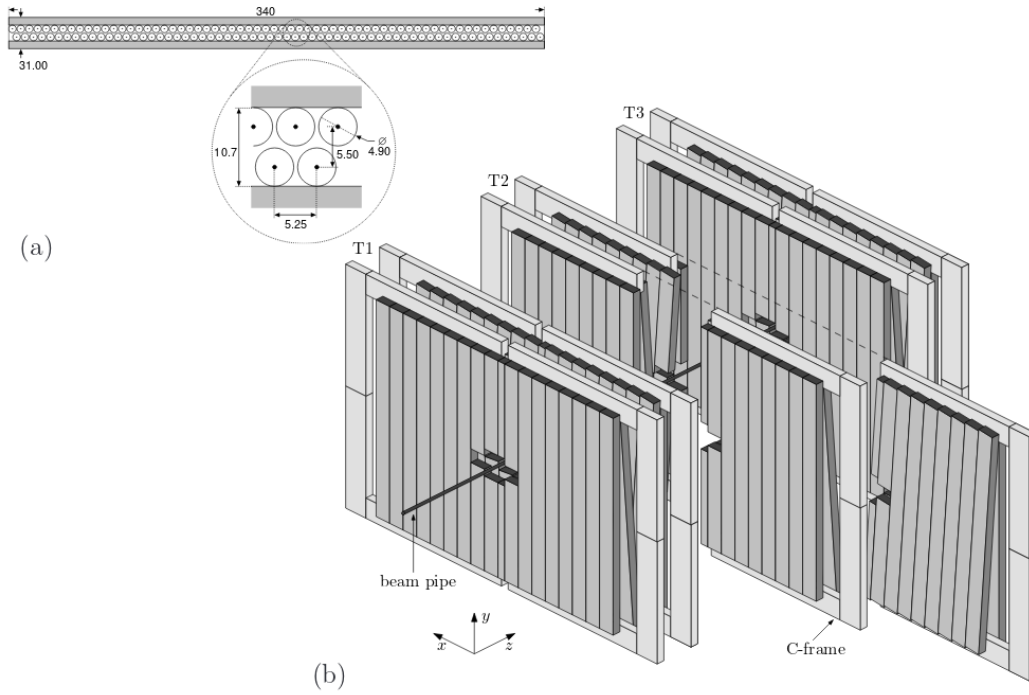 340
31.00
10.7
5.50
∅
4.90
5.25
(a)
T3
T2
T1
beam pipe
y
x
z
C-frame
(b)